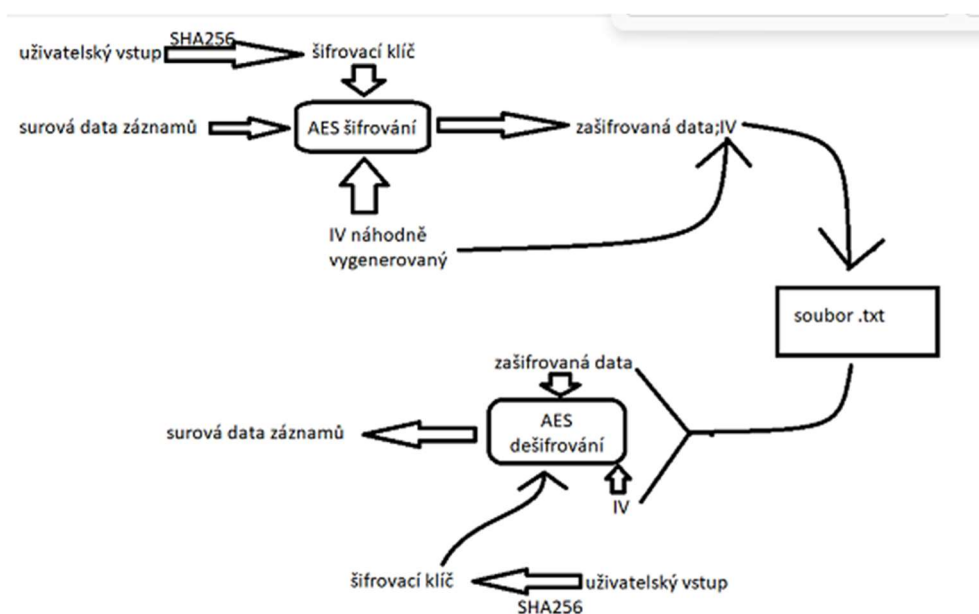 SHA256
uživatelský vstup
šifrovací klíč
surová data záznamů
AES šifrování
zašifrovaná data;IV
IV náhodně
vygenerovaný
soubor .txt
zašifrovaná data
AES
dešifrování
surová data záznamů
IV
šifrovací klíč
uživatelský vstup
SHA256